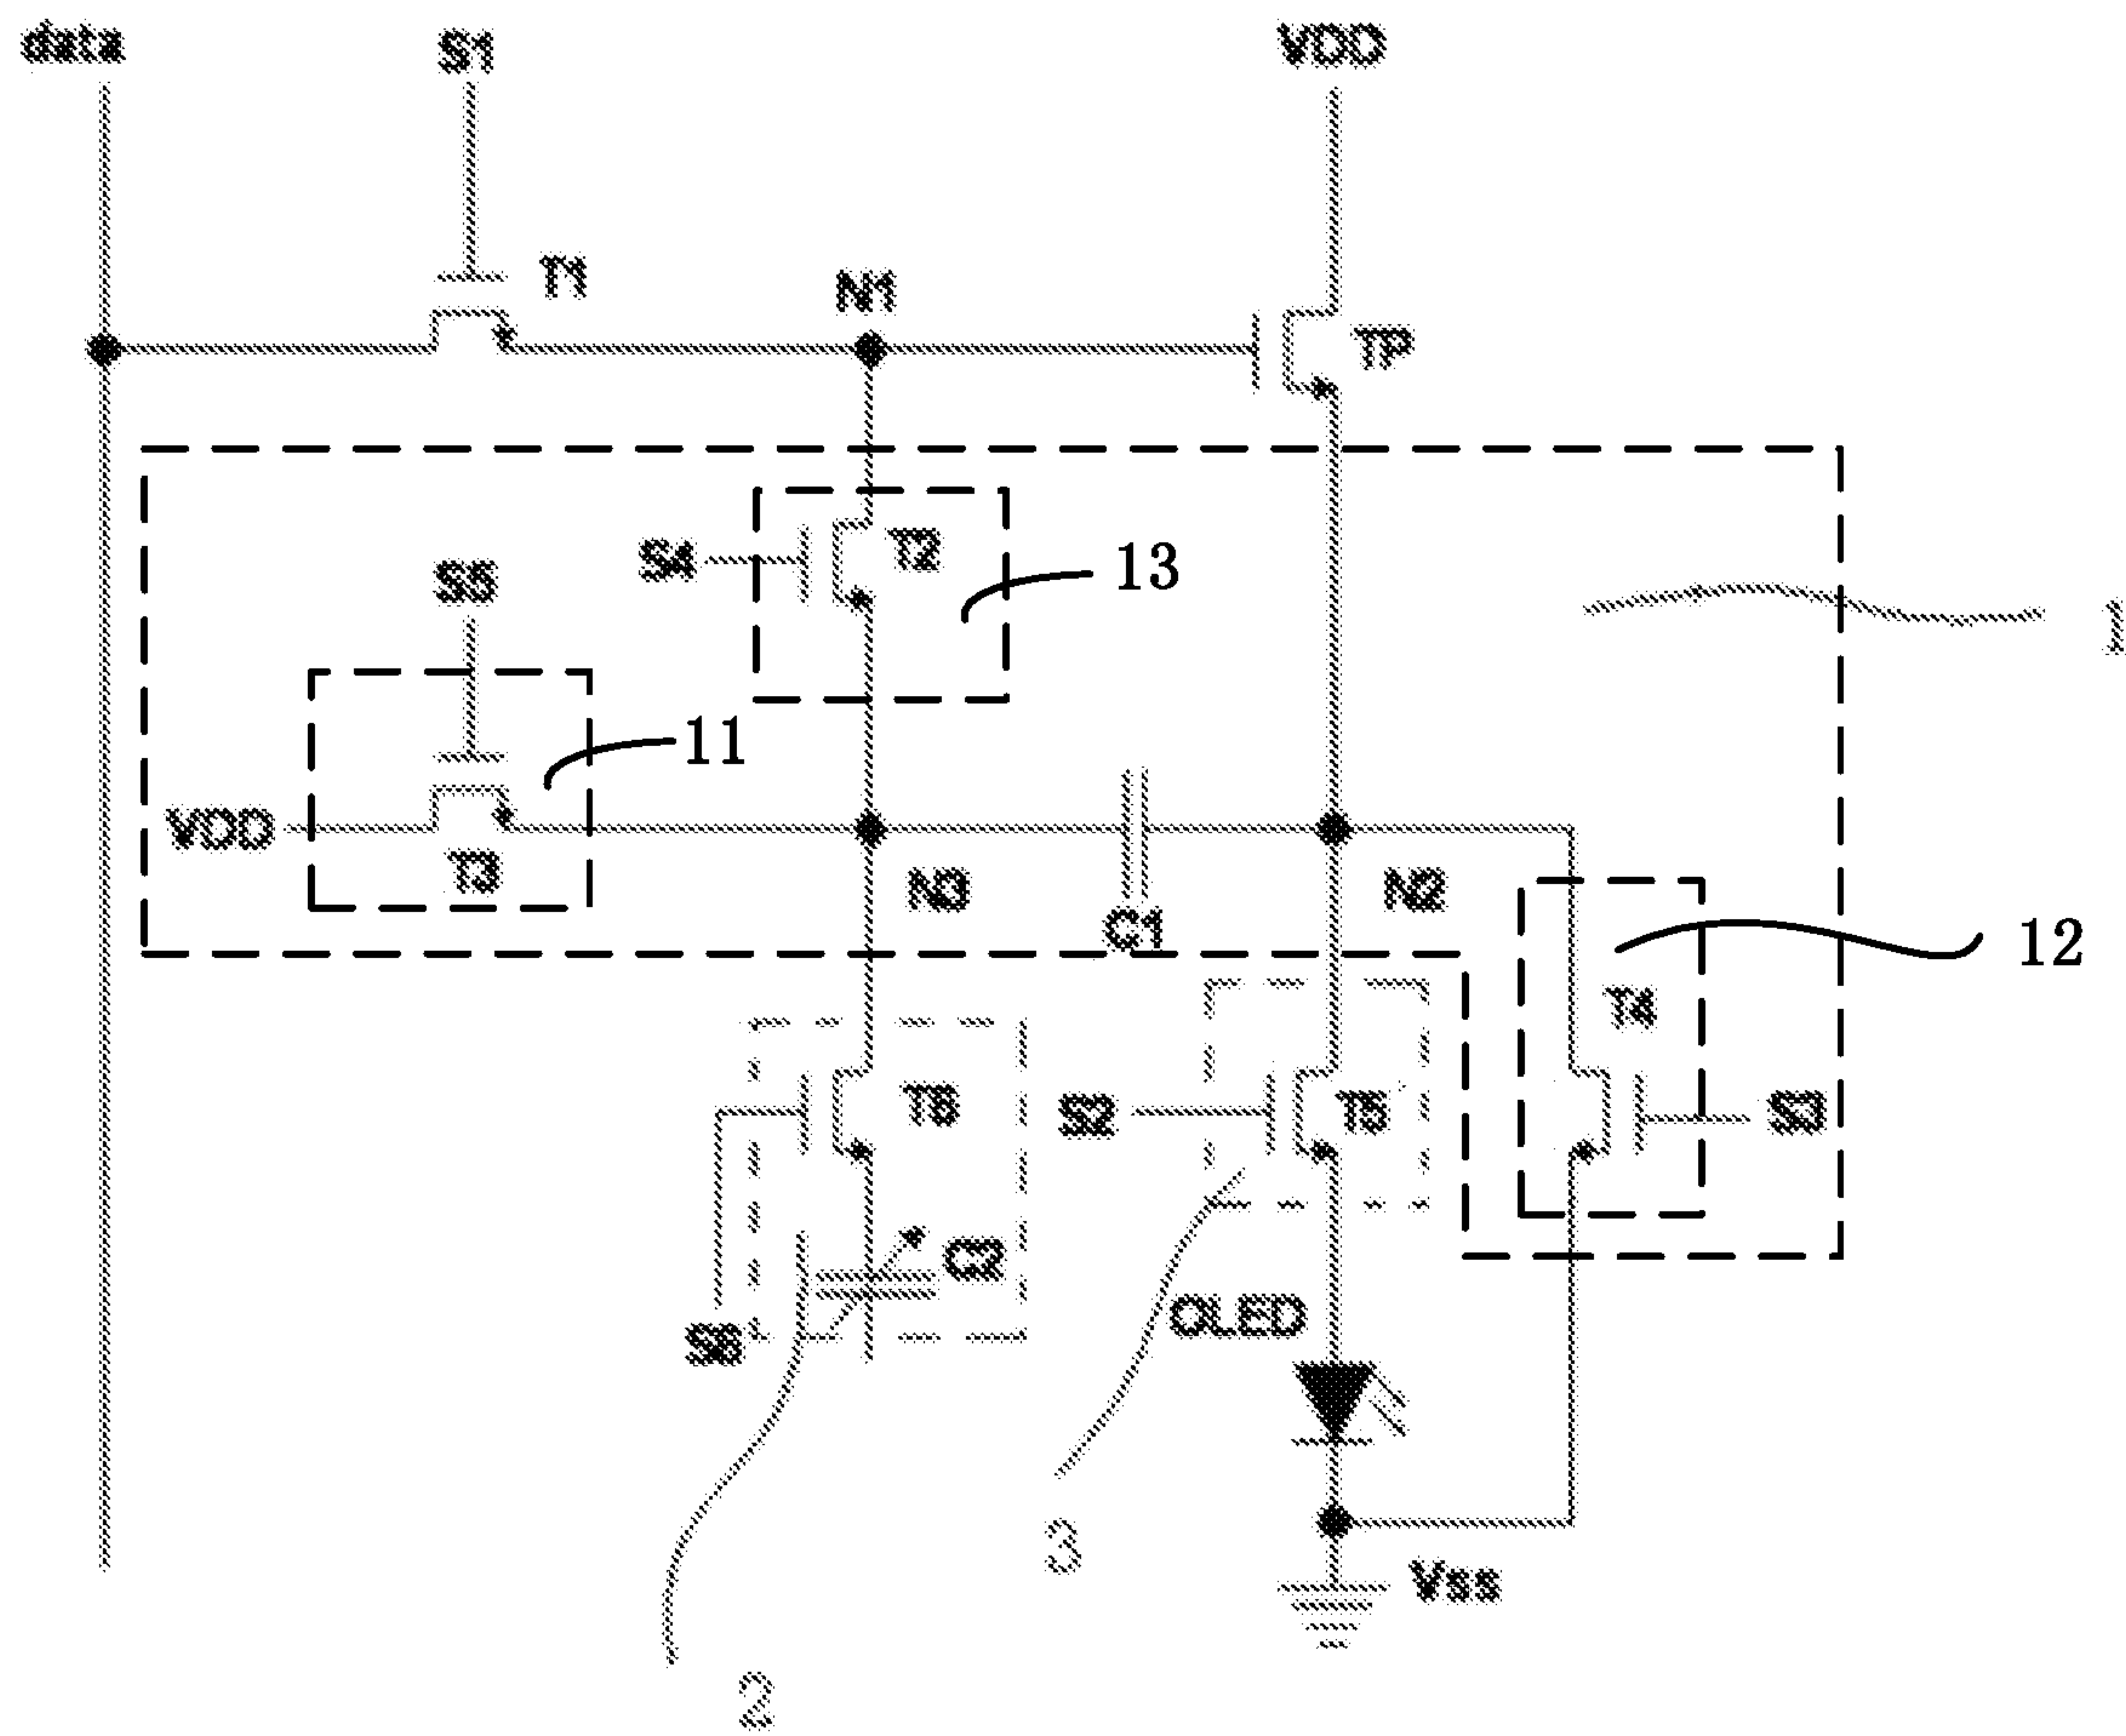 data S1 VDD
T1 N1 TP
S4 T2 13
S5 1
11
VDD T3 N3 C1 N2
12
T4
T6 S2 T5 S3
C2
S6 OLED
3
Vss
2